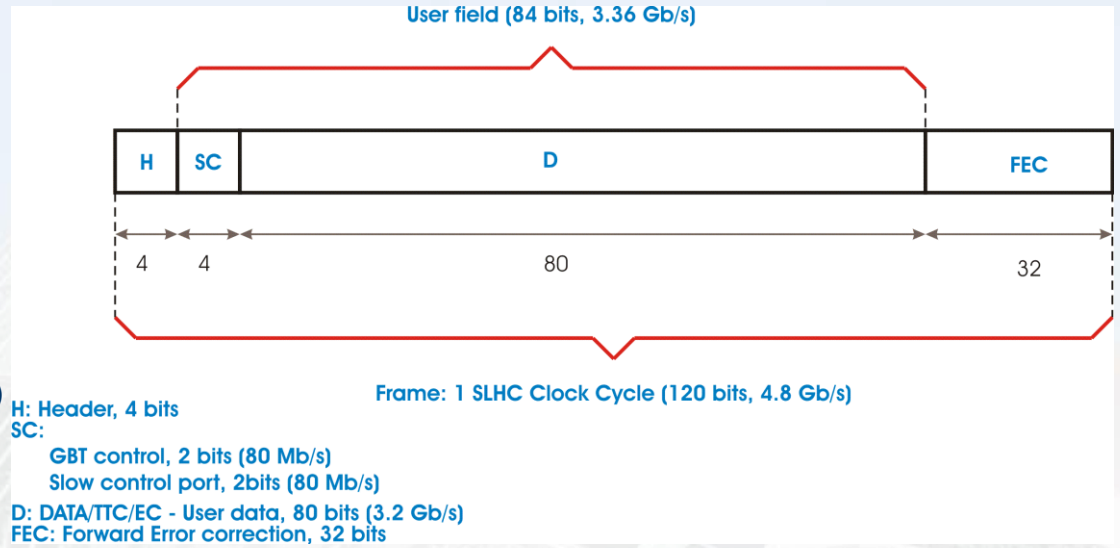 User field (84 bits, 3.36 Gb/s)
H SC D FEC
4 4 80 32
Frame: 1 SLHC Clock Cycle (120 bits, 4.8 Gb/s)
H: Header, 4 bits
SC:
GBT control, 2 bits (80 Mb/s)
Slow control port, 2bits (80 Mb/s)
D: DATA/TTC/EC - User data, 80 bits (3.2 Gb/s)
FEC: Forward Error correction, 32 bits